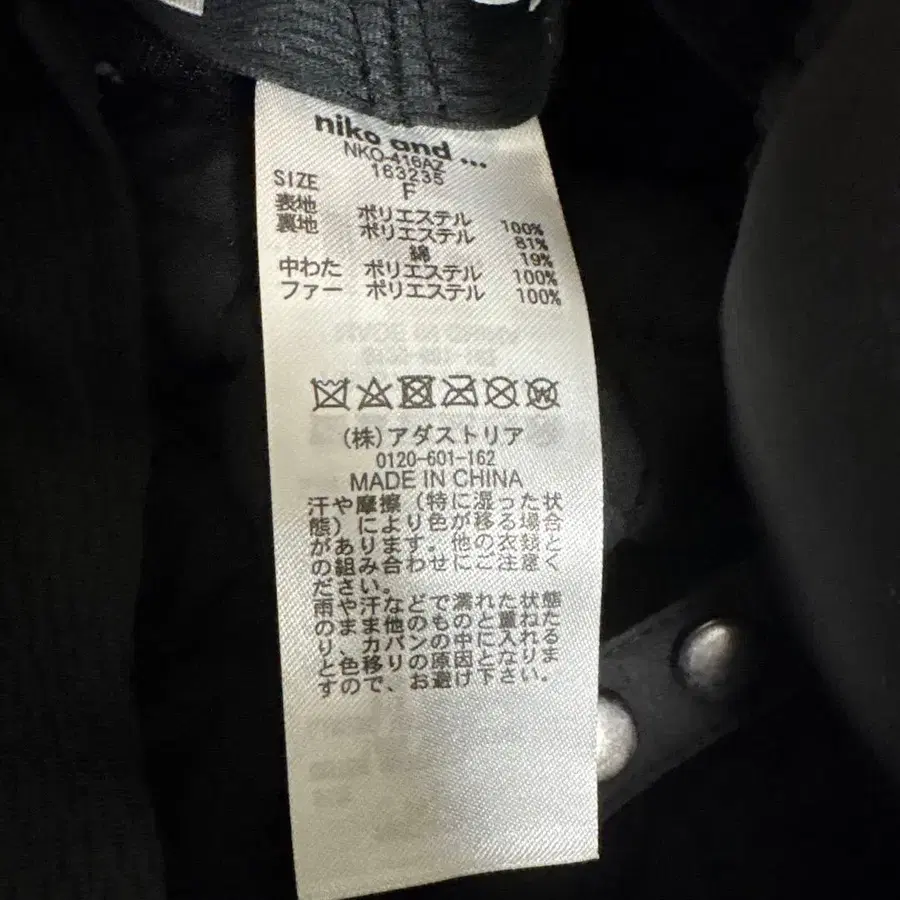 niko and ...
NKO-416AZ
163235
SIZE F
表地 ポリエステル 100%
裏地 ポリエステル 81%
綿 19%
中わた ポリエステル 100%
ファー ポリエステル 100%
(株)アダストリア
0120-601-162
MADE IN CHINA
汗や摩擦(特に湿った状
態)により色が移る場合
があります。他の衣類と
の組み合わせにご注意く
ださい。
雨や汗などで濡れた状態
のまま他のものと重ねた
り、カバンの中に入れる
と、色移りの原因となりま
すので、お避け下さい。